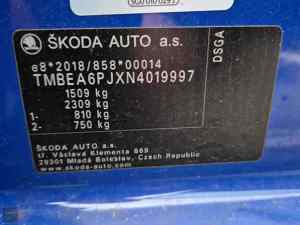 ŠKODA AUTO a.s.
e8*2018/858*00014
TMBEA6PJXN4019997
1509 kg
2309 kg
1- 810 kg
2- 750 kg
DSGA
ŠKODA AUTO a.s.
tř. Václava Klementa 869
29301 Mladá Boleslav, Czech Republic
www.skoda-auto.com